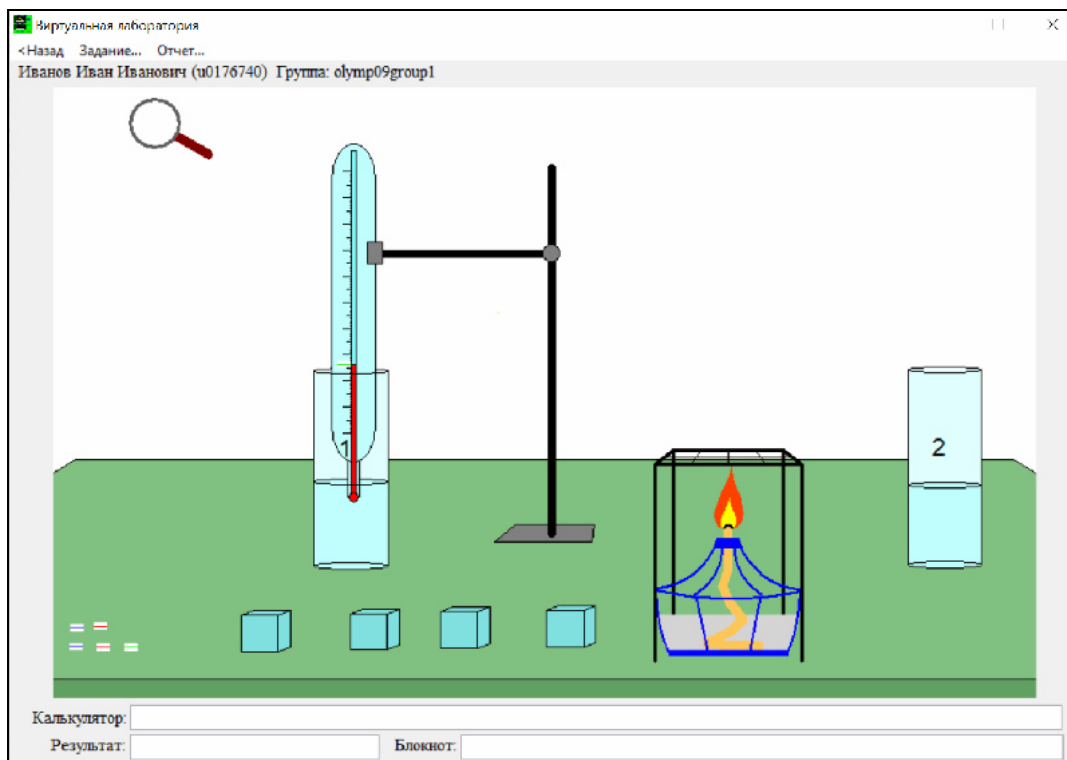 Виртуальная лаборатория
<Назад Задание... Отчет...
Иванов Иван Иванович (u0176740) Группа: olymp09group1
1
2
Калькулятор:
Результат: Блокнот: